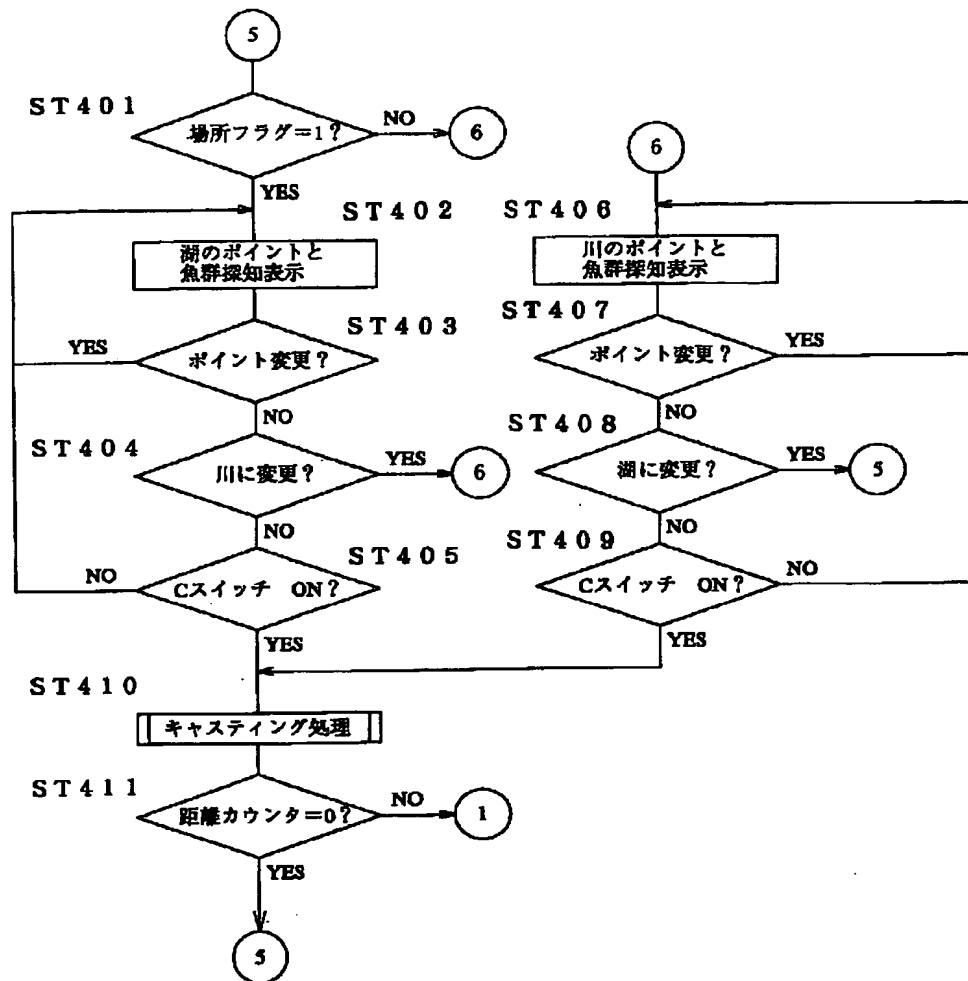 5
ST401
場所フラグ=1?
NO
6
YES
ST402
湖のポイントと
魚群探知表示
ST403
YES
ポイント変更?
NO
ST404
川に変更?
YES
6
NO
ST405
NO
Cスイッチ ON?
YES
6
ST406
川のポイントと
魚群探知表示
ST407
ポイント変更?
YES
NO
ST408
湖に変更?
YES
5
NO
ST409
Cスイッチ ON?
NO
YES
ST410
キャスティング処理
ST411
距離カウンタ=0?
NO
1
YES
5